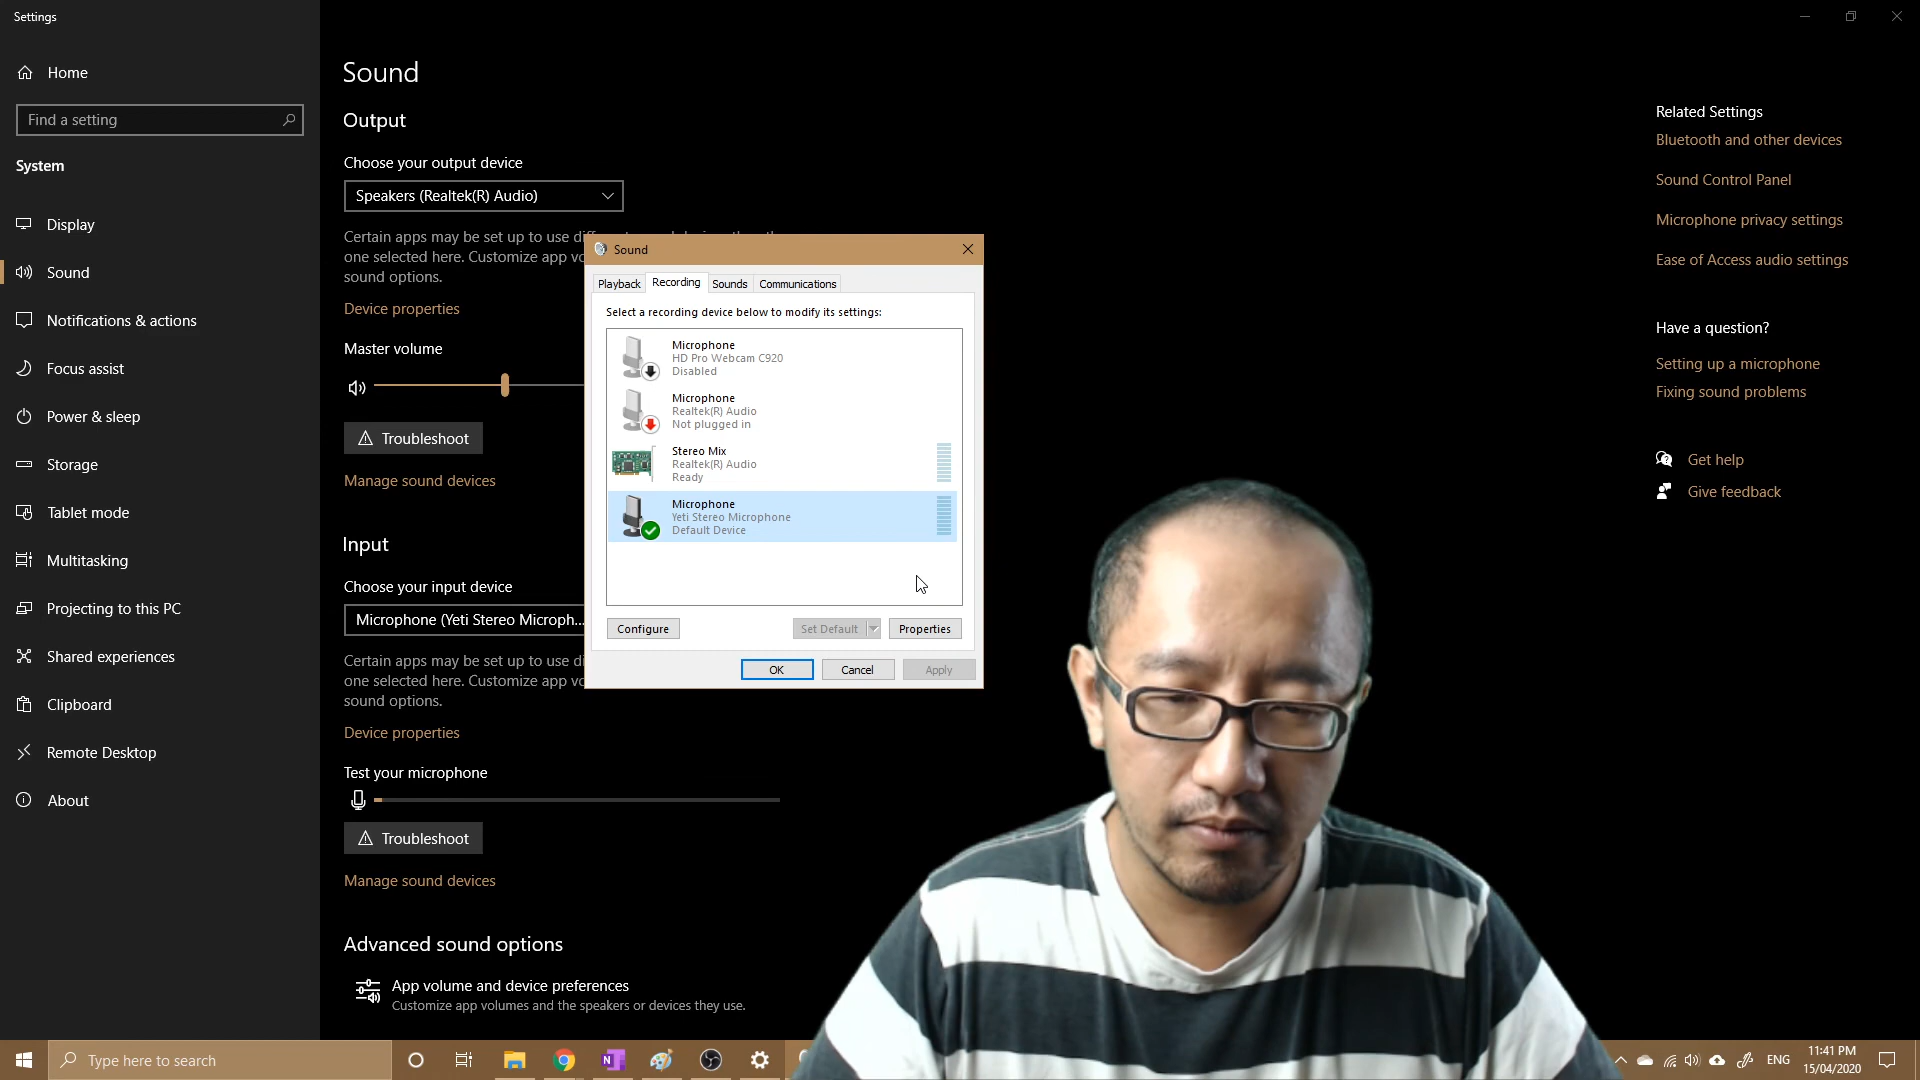 Settings
Home
Find a setting
System
Display
Sound
Notifications & actions
Focus assist
Power & sleep
Storage
Tablet mode
Multitasking
Projecting to this PC
Shared experiences
Clipboard
Remote Desktop
About
Sound
Output
Choose your output device
Speakers (Realtek(R) Audio)
Certain apps may be set up to use
one selected here. Customize app
sound options.
Device properties
Master volume
Troubleshoot
Manage sound devices
Input
Choose your input device
Microphone (Yeti Stereo Microph...
Certain apps may be set up to use
one selected here. Customize app
sound options.
Device properties
Test your microphone
Troubleshoot
Manage sound devices
Advanced sound options
App volume and device preferences
Customize app volumes and the speakers or devices they use.
Sound
Playback Recording Sounds Communications
Select a recording device below to modify its settings:
Microphone
HD Pro Webcam C920
Disabled
Microphone
Realtek(R) Audio
Not plugged in
Stereo Mix
Realtek(R) Audio
Ready
Microphone
Yeti Stereo Microphone
Default Device
Configure Set Default Properties
OK Cancel Apply
Related Settings
Bluetooth and other devices
Sound Control Panel
Microphone privacy settings
Ease of Access audio settings
Have a question?
Setting up a microphone
Fixing sound problems
Get help
Give feedback
Type here to search
N
ENG
11:41 PM
15/04/2020